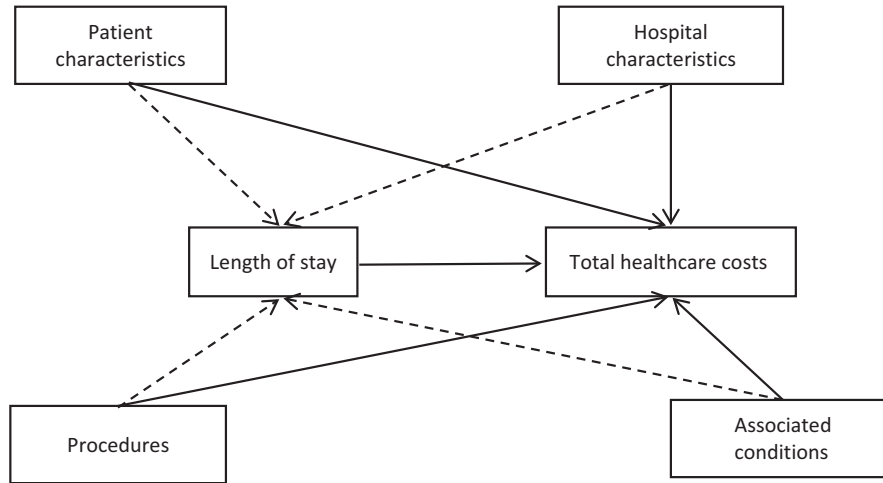 Patient
characteristics
Hospital
characteristics
Length of stay
Total healthcare costs
Procedures
Associated
conditions